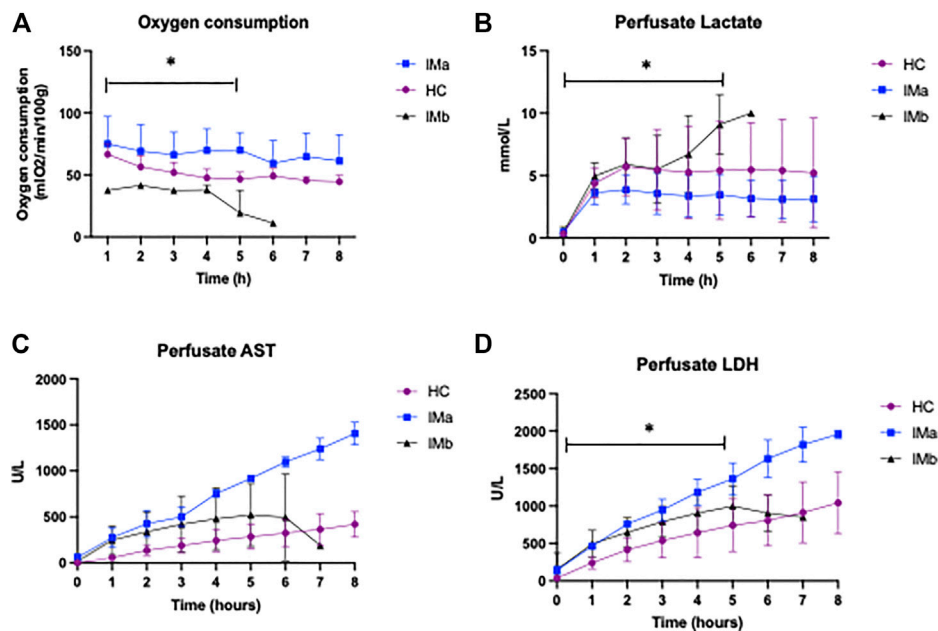 A
Oxygen consumption
Oxygen consumption
(mlO2/min/100g)
150
100
50
0
*
1 2 3 4 5 6 7 8
Time (h)
IMa
HC
IMb
B
Perfusate Lactate
mmol/L
15
10
5
0
*
0 1 2 3 4 5 6 7 8
Time (h)
HC
IMa
IMb
C
Perfusate AST
U/L
2000
1500
1000
500
0
0 1 2 3 4 5 6 7 8
Time (hours)
HC
IMa
IMb
D
Perfusate LDH
U/L
2500
2000
1500
1000
500
0
*
0 1 2 3 4 5 6 7 8
Time (hours)
HC
IMa
IMb